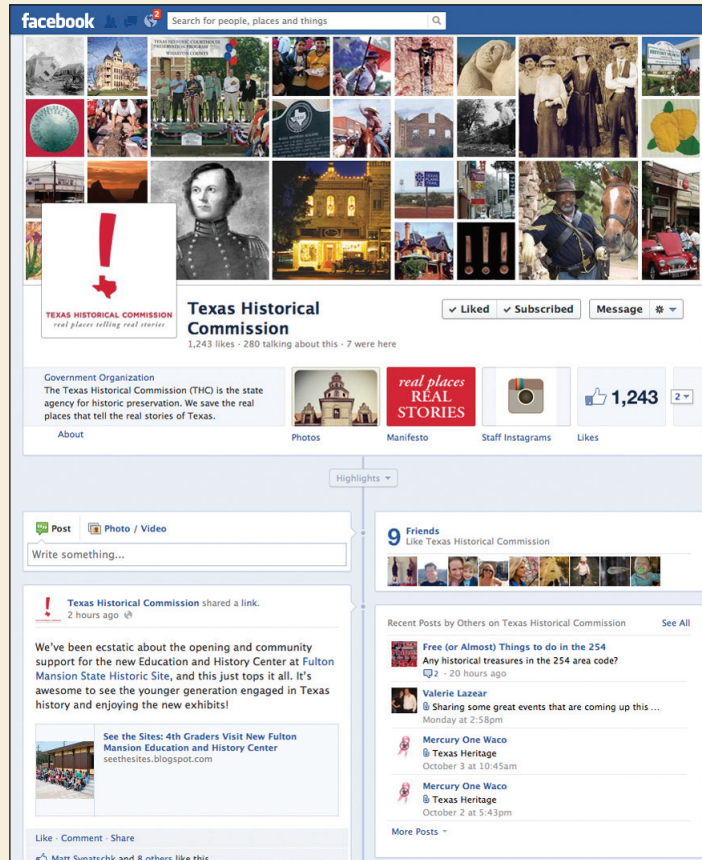 facebook
2
Search for people, places and things
TEXAS HISTORICAL COMMISSION
real places telling real stories
Texas Historical
Commission
1,243 likes · 280 talking about this · 7 were here
✓ Liked ✓ Subscribed
Message
Government Organization
The Texas Historical Commission (THC) is the state
agency for historic preservation. We save the real
places that tell the real stories of Texas.
About
real places
REAL
STORIES
1,243
2
Photos
Manifesto
Staff Instagrams
Likes
Highlights
Post
Photo / Video
Write something...
Texas Historical Commission shared a link.
2 hours ago
We've been ecstatic about the opening and community
support for the new Education and History Center at Fulton
Mansion State Historic Site, and this just tops it all. It's
awesome to see the younger generation engaged in Texas
history and enjoying the new exhibits!
See the Sites: 4th Graders Visit New Fulton
Mansion Education and History Center
seethesites.blogspot.com
Like · Comment · Share
Matt Synatschk and 8 others like this
9 Friends
Like Texas Historical Commission
Recent Posts by Others on Texas Historical Commission
See All
Free (or Almost) Things to do in the 254
Any historical treasures in the 254 area code?
2 · 20 hours ago
Valerie Lazear
Sharing some great events that are coming up this ...
Monday at 2:58pm
Mercury One Waco
Texas Heritage
October 3 at 10:45am
Mercury One Waco
Texas Heritage
October 2 at 5:43pm
More Posts